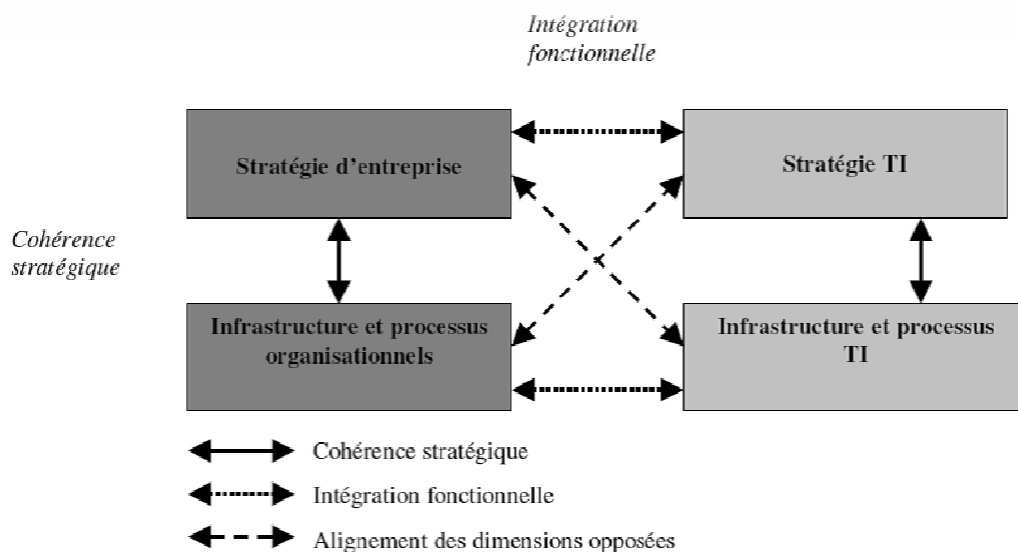 Intégration
fonctionnelle
Stratégie d’entreprise
Stratégie TI
Cohérence
stratégique
Infrastructure et processus
organisationnels
Infrastructure et processus
TI
Cohérence stratégique
Intégration fonctionnelle
Alignement des dimensions opposées